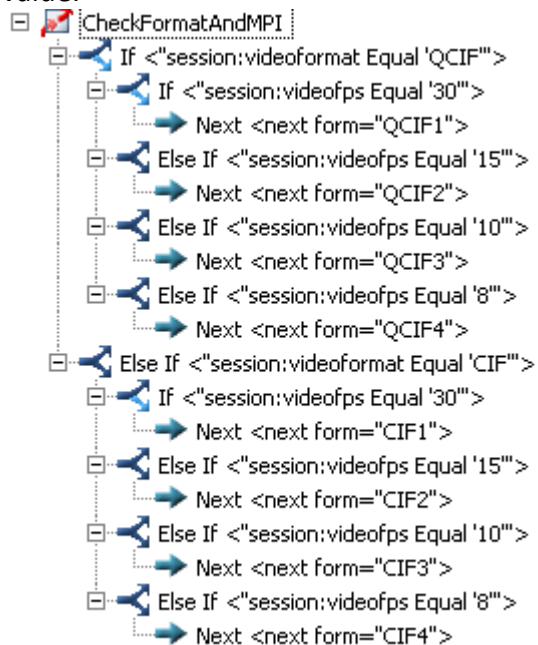 CheckFormatAndMPI
If <"session:videoformat Equal 'QCIF'">
If <"session:videofps Equal '30'">
Next <next form="QCIF1">
Else If <"session:videofps Equal '15'">
Next <next form="QCIF2">
Else If <"session:videofps Equal '10'">
Next <next form="QCIF3">
Else If <"session:videofps Equal '8'">
Next <next form="QCIF4">
Else If <"session:videoformat Equal 'CIF'">
If <"session:videofps Equal '30'">
Next <next form="CIF1">
Else If <"session:videofps Equal '15'">
Next <next form="CIF2">
Else If <"session:videofps Equal '10'">
Next <next form="CIF3">
Else If <"session:videofps Equal '8'">
Next <next form="CIF4">